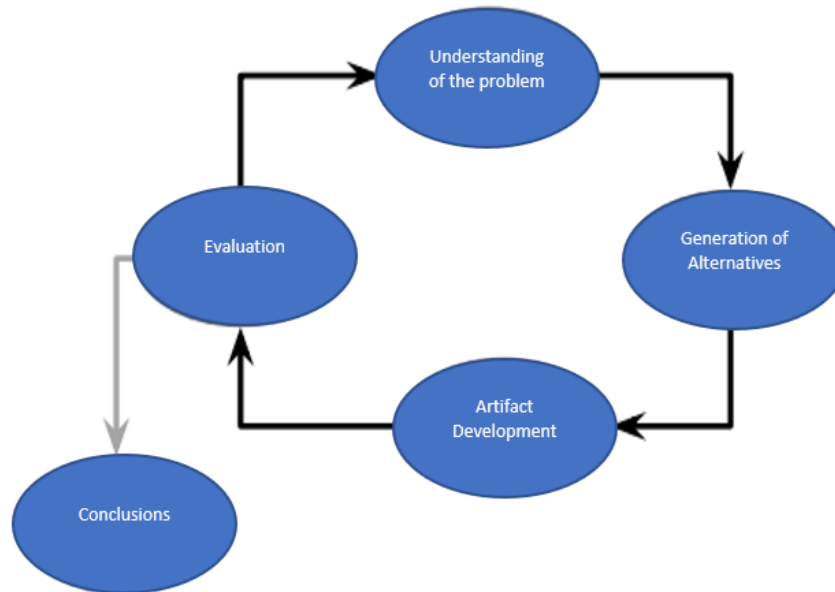 Understanding
of the problem
Evaluation
Generation of
Alternatives
Artifact
Development
Conclusions